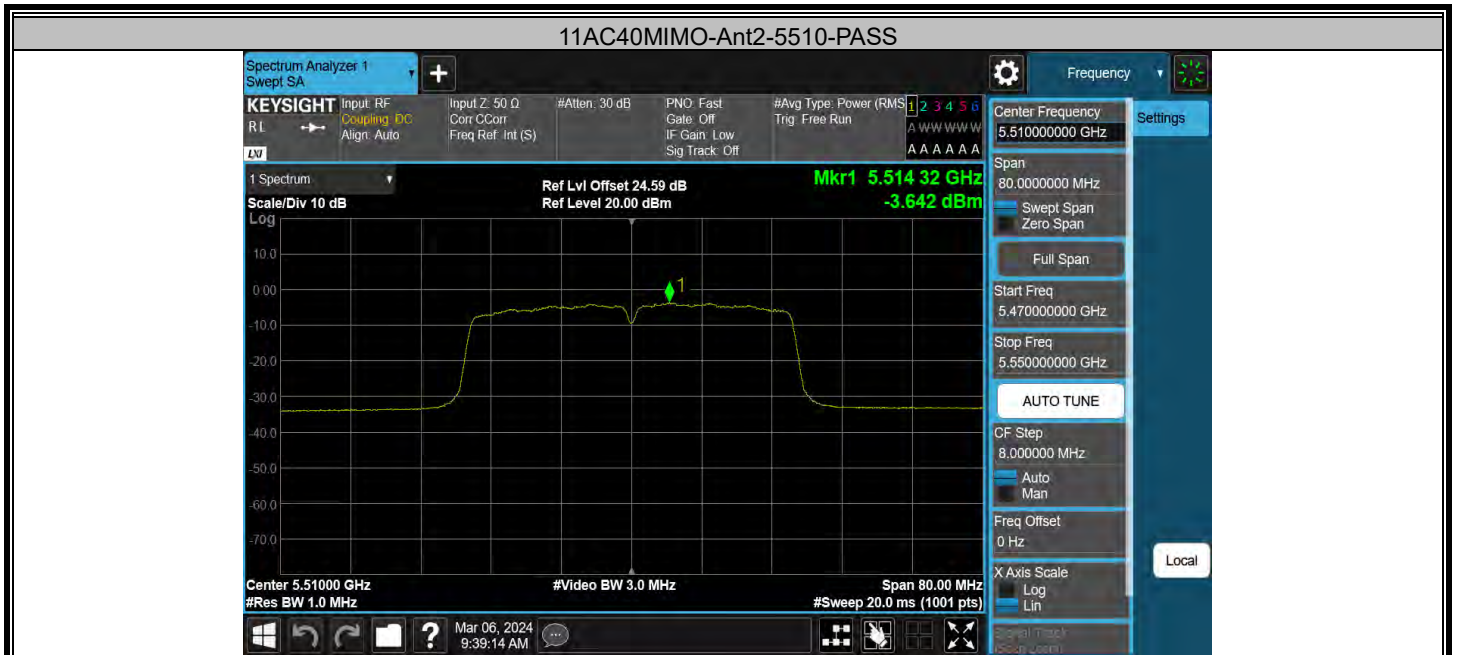 11AC40MIMO-Ant2-5510-PASS
Spectrum Analyzer 1
Swept SA
Frequency
KEYSIGHT
RL
LXI
Input: RF
Coupling: DC
Align: Auto
Input Z: 50 Ω
Corr CCorr
Freq Ref: Int (S)
#Atten: 30 dB
PNO: Fast
Gate: Off
IF Gain: Low
Sig Track: Off
#Avg Type: Power (RMS
Trig: Free Run
1 2 3 4 5 6
A WW WW W
A A A A A A
1 Spectrum
Scale/Div 10 dB
Ref Lvl Offset 24.59 dB
Ref Level 20.00 dBm
Mkr1 5.514 32 GHz
-3.642 dBm
Log
10.0
0.00
-10.0
-20.0
-30.0
-40.0
-50.0
-60.0
-70.0
1
Center 5.51000 GHz
#Res BW 1.0 MHz
#Video BW 3.0 MHz
Span 80.00 MHz
#Sweep 20.0 ms (1001 pts)
Center Frequency
5.510000000 GHz
Settings
Span
80.0000000 MHz
Swept Span
Zero Span
Full Span
Start Freq
5.470000000 GHz
Stop Freq
5.550000000 GHz
AUTO TUNE
CF Step
8.000000 MHz
Auto
Man
Freq Offset
0 Hz
X Axis Scale
Log
Lin
Signal Track
(Span Zoom)
Local
Mar 06, 2024
9:39:14 AM